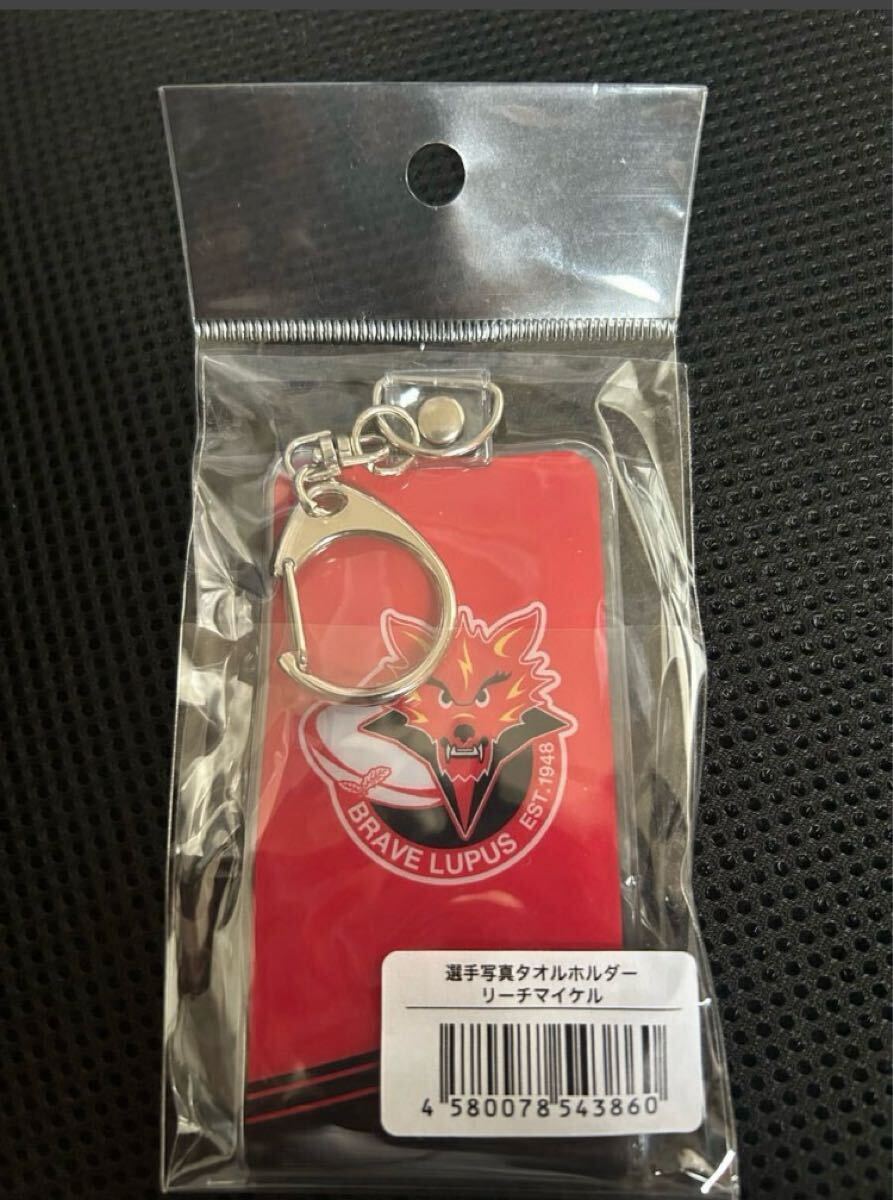 BRAVE LUPUS EST.1948
選手写真タオルホルダー
リーチマイケル
4 580078 543860